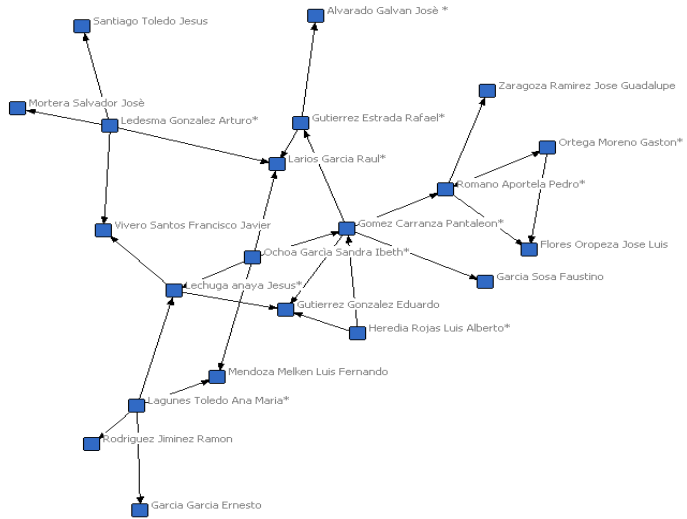 Alvarado Galvan Josè *
Santiago Toledo Jesus
Zaragoza Ramirez Jose Guadalupe
Mortera Salvador Josè
Ledesma Gonzalez Arturo*
Gutierrez Estrada Rafael*
Ortega Moreno Gaston*
Larios Garcia Raul*
Romano Aportela Pedro*
Vivero Santos Francisco Javier
Gomez Carranza Pantaleon*
Flores Oropeza Jose Luis
Ochoa Garcia Sandra Ibeth*
Garcia Sosa Faustino
Lechuga anaya Jesus*
Gutierrez Gonzalez Eduardo
Heredia Rojas Luis Alberto*
Mendoza Melken Luis Fernando
Lagunes Toledo Ana Maria*
Rodriguez Jiminez Ramon
Garcia Garcia Ernesto